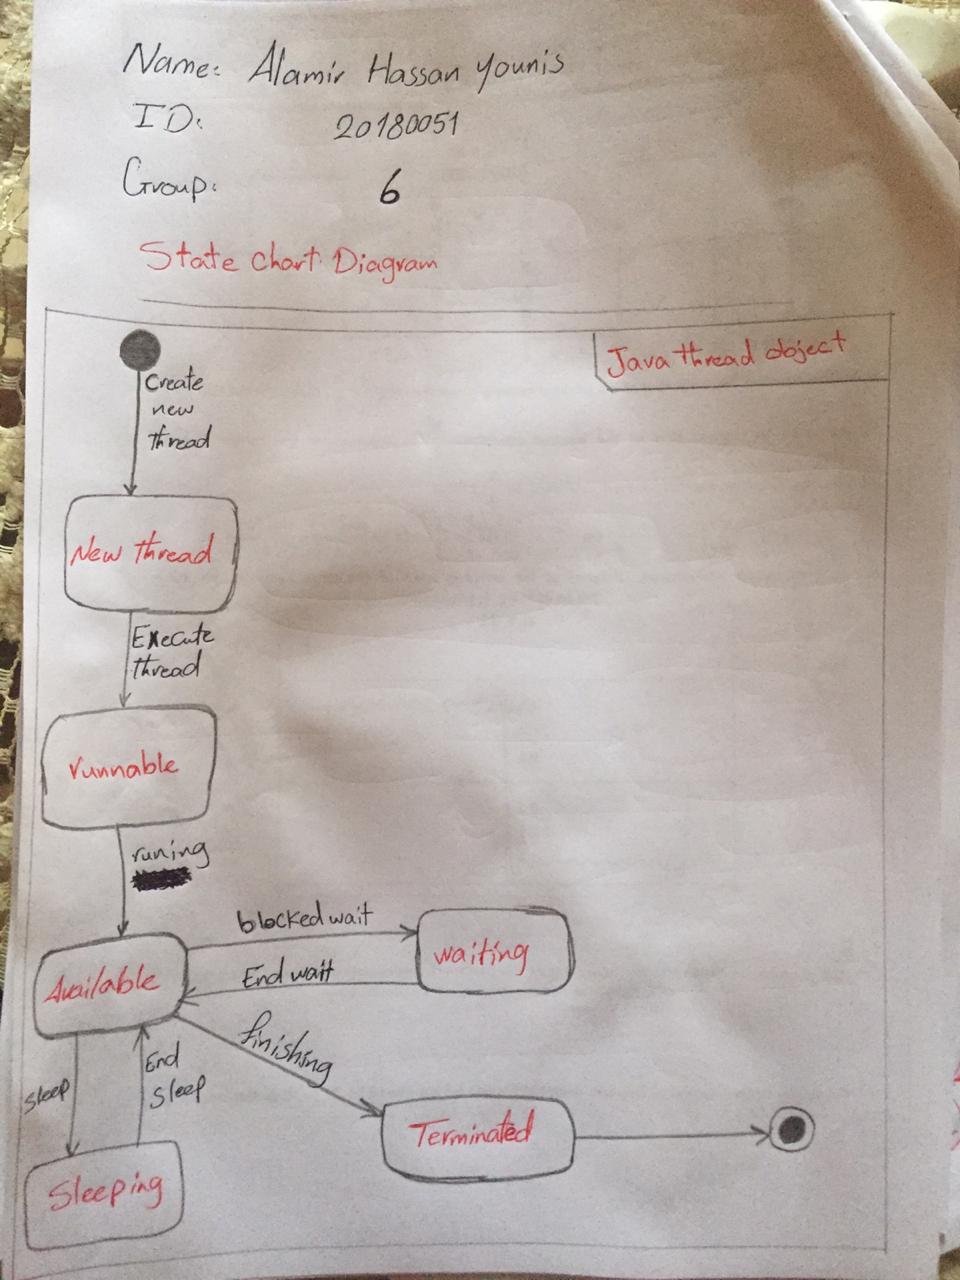 Name: Alamir Hassan younis
ID: 20180051
Group: 6
State Chart Diagram
Java thread object
Create
new
thread
New thread
Execute
thread
runnable
runing
blocked wait
waiting
End wait
Available
finishing
Sleep
End
sleep
Terminated
Sleeping